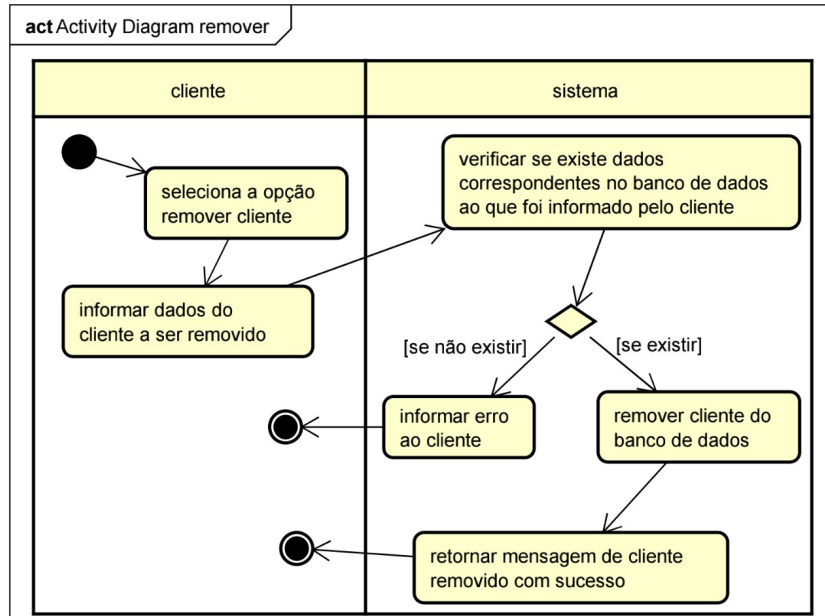 act Activity Diagram remover
cliente
sistema
seleciona a opção
remover cliente
informar dados do
cliente a ser removido
verificar se existe dados
correspondentes no banco de dados
ao que foi informado pelo cliente
[se não existir]
[se existir]
informar erro
ao cliente
remover cliente do
banco de dados
retornar mensagem de cliente
removido com sucesso